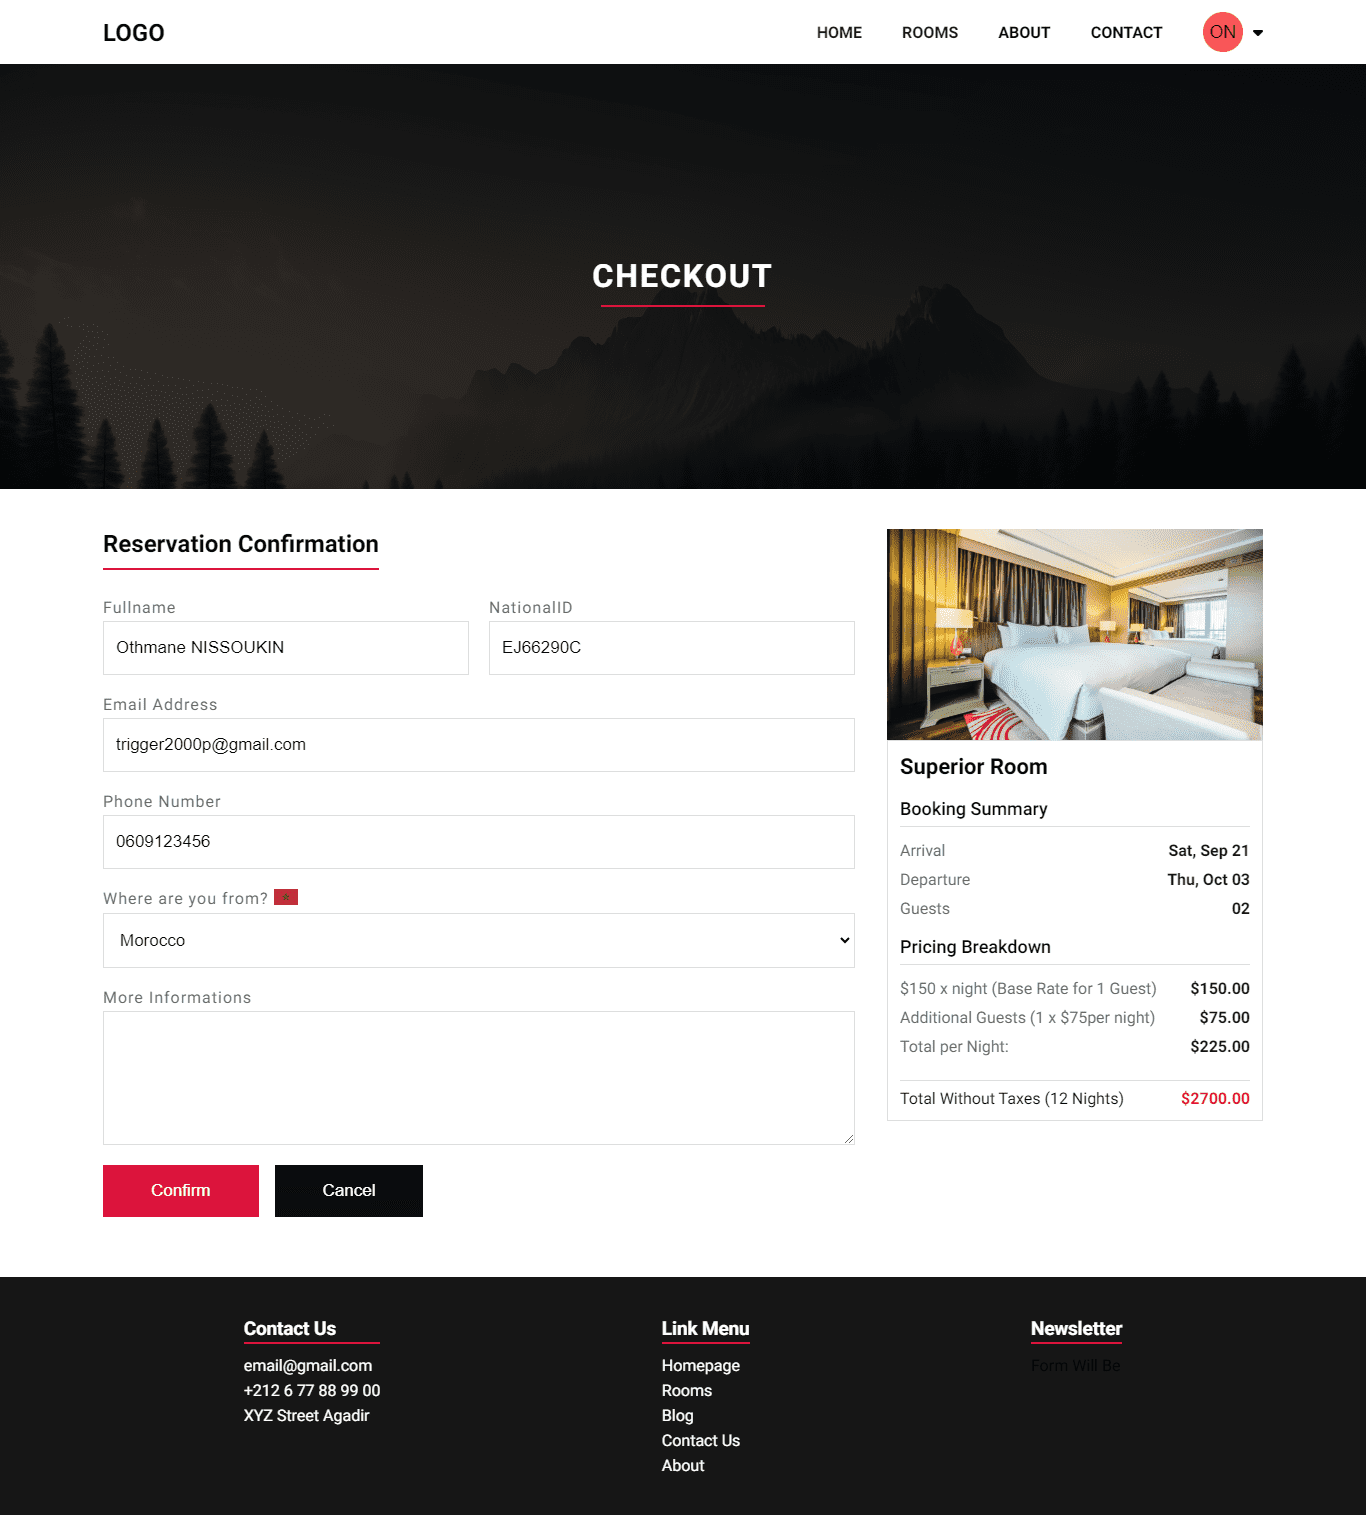 LOGO
HOME ROOMS ABOUT CONTACT ON
CHECKOUT
Reservation Confirmation
Fullname NationalID
Othmane NISSOUKIN EJ66290C
Email Address
trigger2000p@gmail.com
Phone Number
0609123456
Where are you from?
Morocco
More Informations
Confirm Cancel
Superior Room
Booking Summary
Arrival Sat, Sep 21
Departure Thu, Oct 03
Guests 02
Pricing Breakdown
$150 x night (Base Rate for 1 Guest) $150.00
Additional Guests (1 x $75per night) $75.00
Total per Night: $225.00
Total Without Taxes (12 Nights) $2700.00
Contact Us
email@gmail.com
+212 6 77 88 99 00
XYZ Street Agadir
Link Menu
Homepage
Rooms
Blog
Contact Us
About
Newsletter
Form Will Be